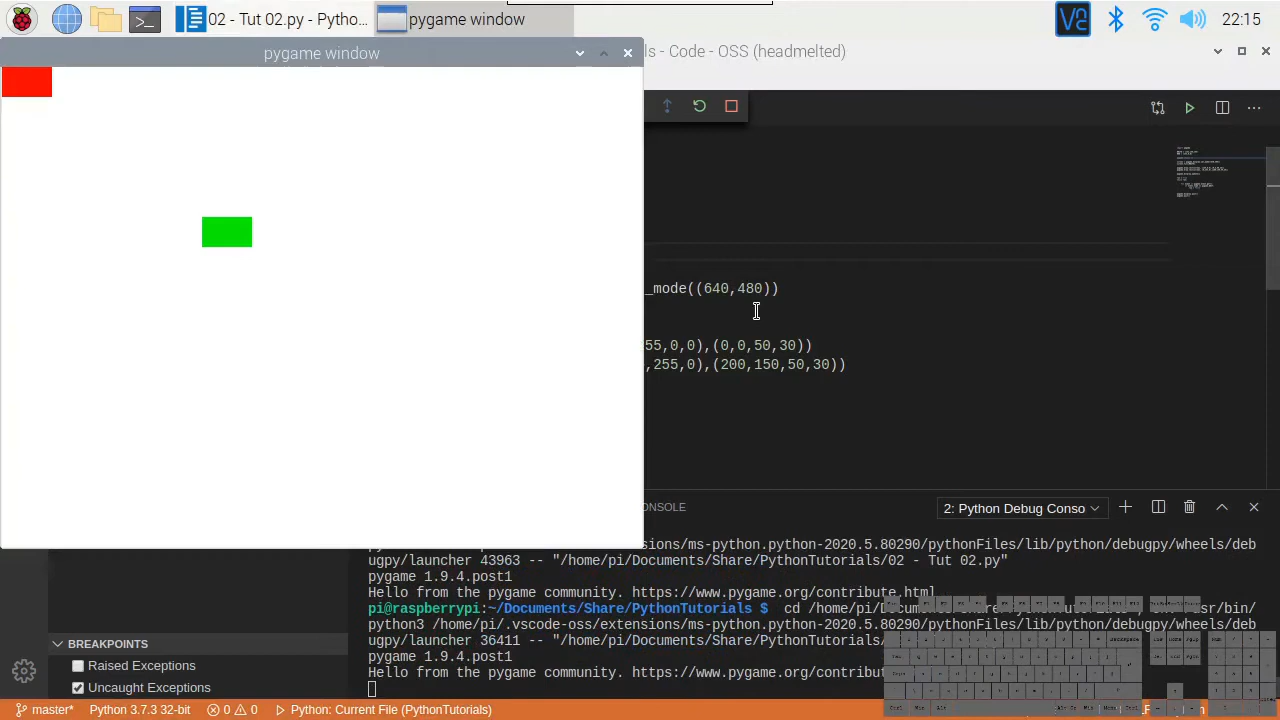 02 - Tut 02.py - Pytho...
pygame window
22:15
pygame window
ls - Code - OSS (headmelted)
_mode((640,480))
55,0,0),(0,0,50,30))
,255,0),(200,150,50,30))
CONSOLE
2: Python Debug Conso
ensions/ms-python.python-2020.5.80290/pythonFiles/lib/python/debugpy/wheels/deb
ugpy/launcher 43963 -- "/home/pi/Documents/Share/PythonTutorials/02 - Tut 02.py"
pygame 1.9.4.post1
Hello from the pygame community. https://www.pygame.org/contribute.html
pi@raspberrypi:~/Documents/Share/PythonTutorials $ cd /home/pi/Documents
python3 /home/pi/.vscode-oss/extensions/ms-python.python-2020.5.80290/pythonFiles/lib/python/debugpy/wheels/deb
ugpy/launcher 36411 -- "/home/pi/Documents/Share/PythonTutorials/
pygame 1.9.4.post1
Hello from the pygame community. https://www.pygame.org/contribute
BREAKPOINTS
Raised Exceptions
Uncaught Exceptions
master*
Python 3.7.3 32-bit
0
0
Python: Current File (PythonTutorials)